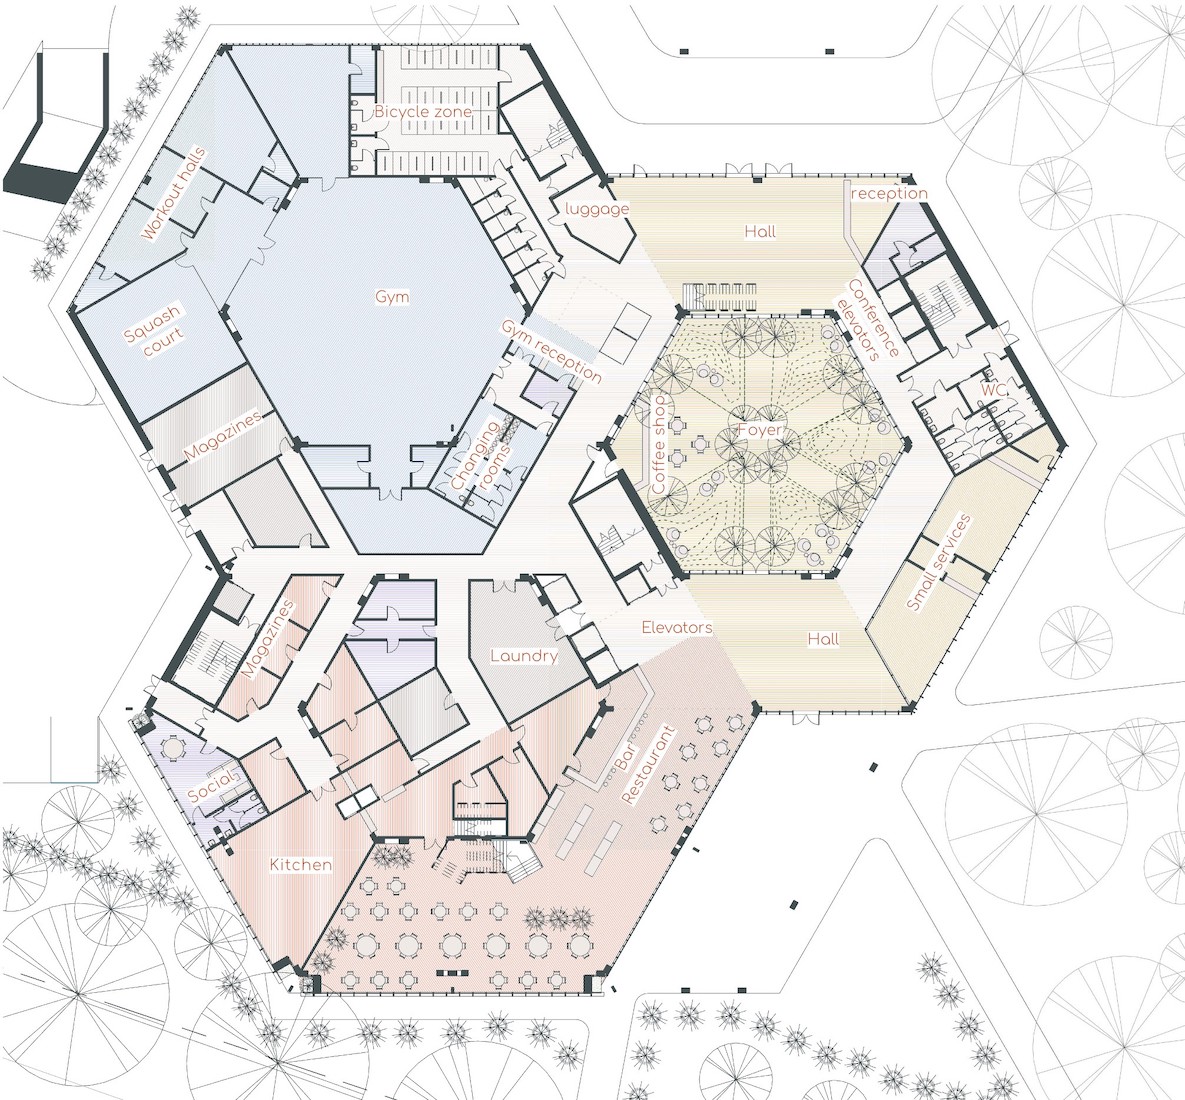 Bicycle zone
Workout halls
luggage
reception
Hall
Gym
Squash
court
Gym reception
Conference
elevators
WC
Magazines
Changing
rooms
Coffee shop
Foyer
Small services
Magazines
Elevators
Hall
Laundry
Bar
Restaurant
Social
Kitchen